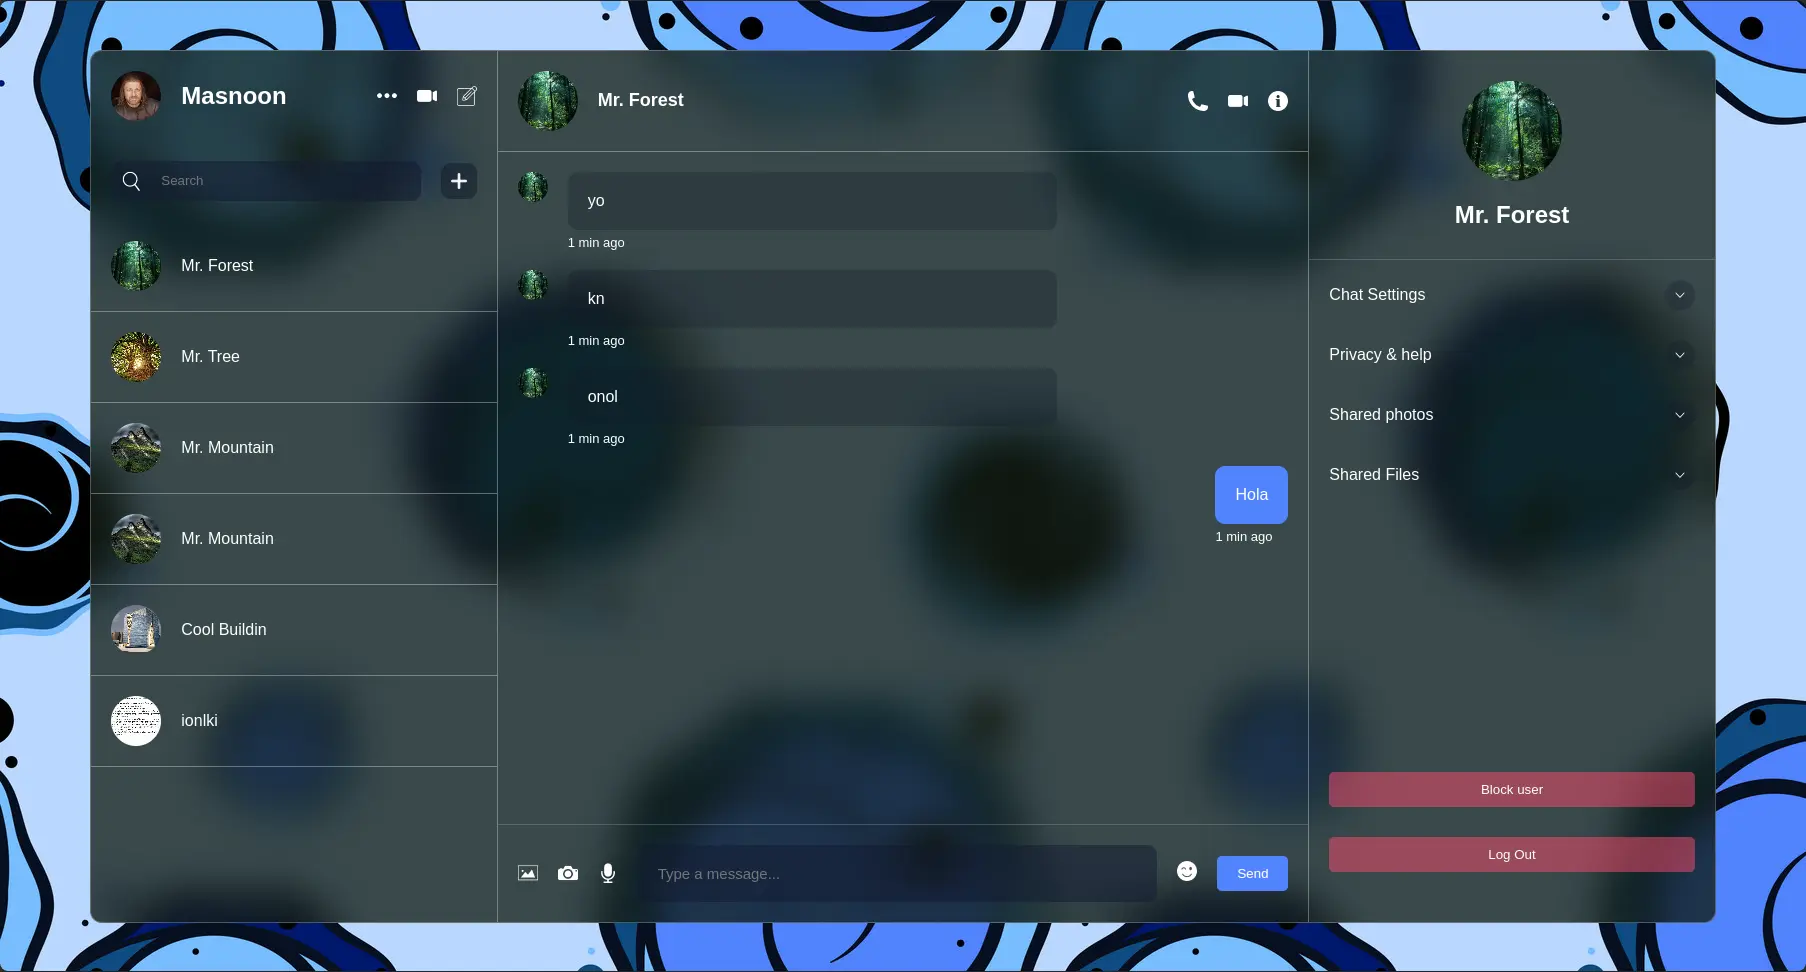 Masnoon
Search
Mr. Forest
Mr. Tree
Mr. Mountain
Mr. Mountain
Cool Buildin
ionlki
Mr. Forest
yo
1 min ago
kn
1 min ago
onol
1 min ago
Hola
1 min ago
Type a message...
Send
Mr. Forest
Chat Settings
Privacy & help
Shared photos
Shared Files
Block user
Log Out